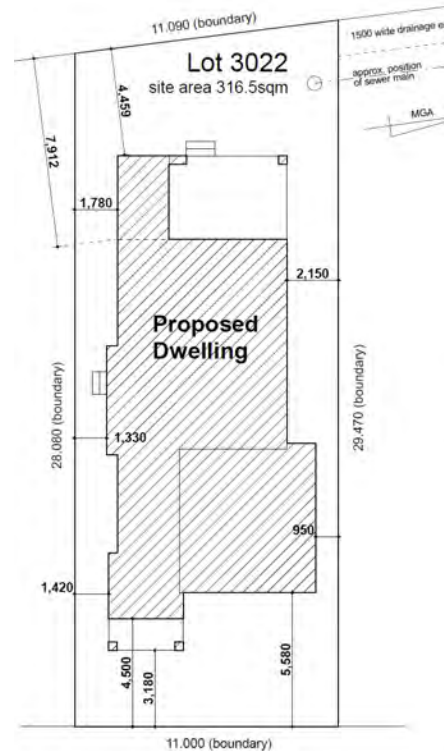 11.090 (boundary)
1500 wide drainage e
Lot 3022
site area 316.5sqm
approx. position
of sewer main
MGA
4,459
7,912
1,780
2,150
Proposed
Dwelling
28.080 (boundary)
29.470 (boundary)
1,330
950
1,420
4,500
3,180
5,580
11.000 (boundary)